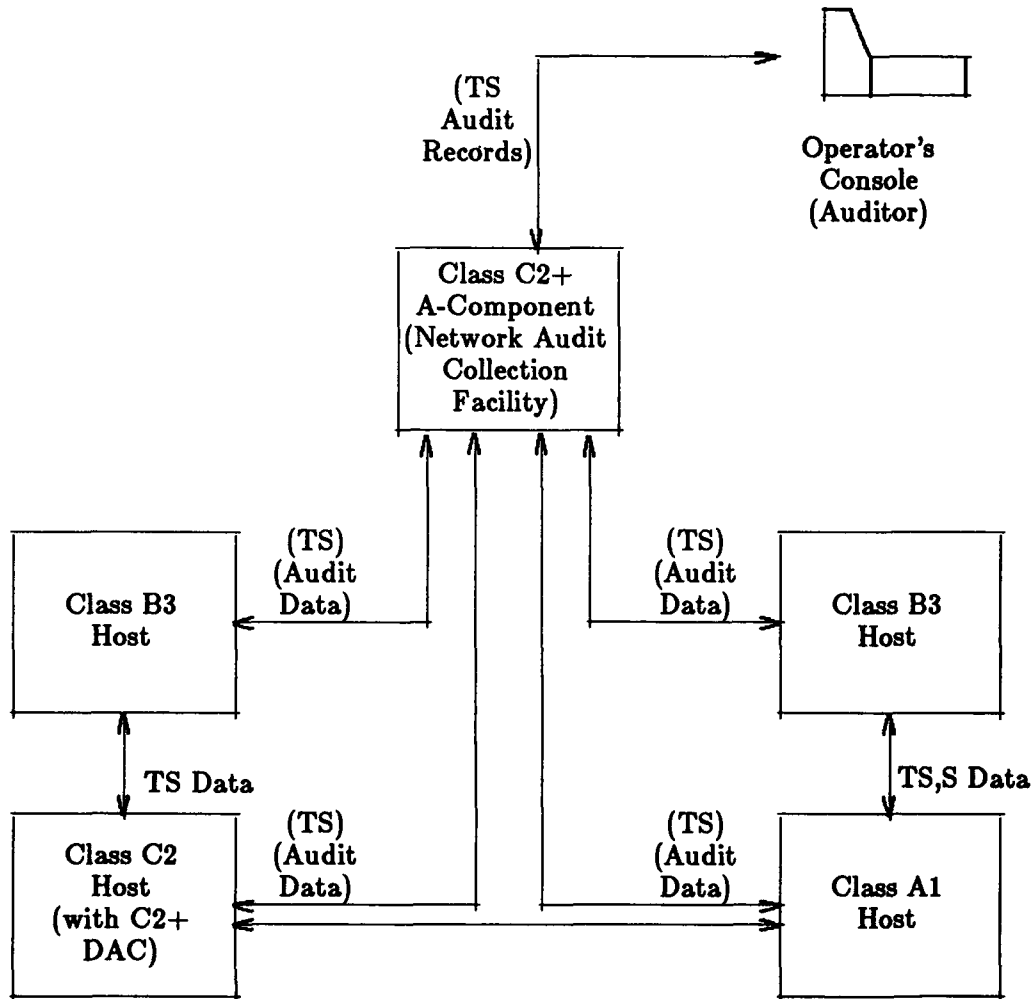 (TS
Audit
Records)
Operator's
Console
(Auditor)
Class C2+
A-Component
(Network Audit
Collection
Facility)
Class B3
Host
(TS)
(Audit
Data)
(TS)
(Audit
Data)
Class B3
Host
TS Data
TS,S Data
Class C2
Host
(with C2+
DAC)
(TS)
(Audit
Data)
(TS)
(Audit
Data)
Class A1
Host